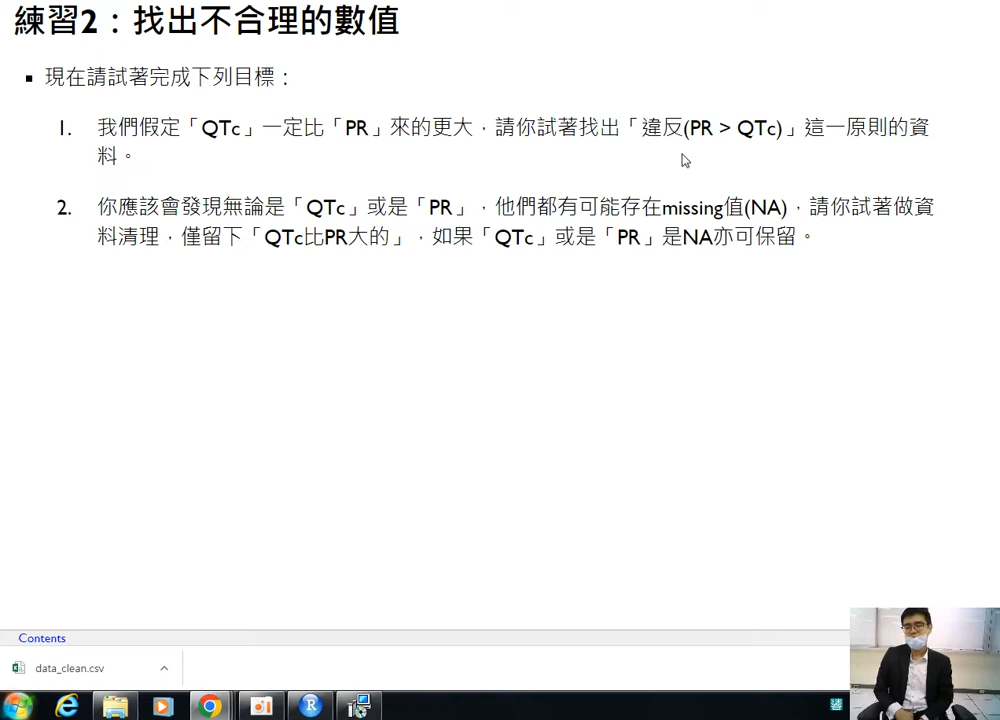 練習2：找出不合理的數值
▪ 現在請試著完成下列目標：
1. 我們假定「QTc」一定比「PR」來的更大，請你試著找出「違反(PR > QTc)」這一原則的資
料。
2. 你應該會發現無論是「QTc」或是「PR」，他們都有可能存在missing值(NA)，請你試著做資
料清理，僅留下「QTc比PR大的」，如果「QTc」或是「PR」是NA亦可保留。
Contents
data_clean.csv